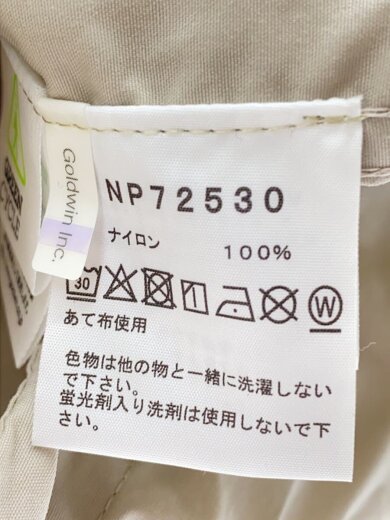 GREEN
CYCLE
Goldwin Inc.
NP72530
ナイロン 100%
30
W
あて布使用
色物は他の物と一緒に洗濯しない
で下さい。
蛍光剤入り洗剤は使用しないで下
さい。